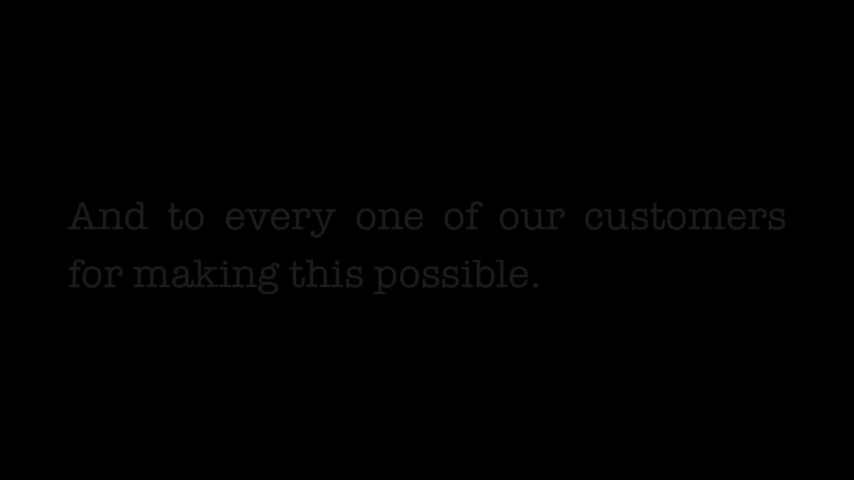 And to every one of our customers
for making this possible.